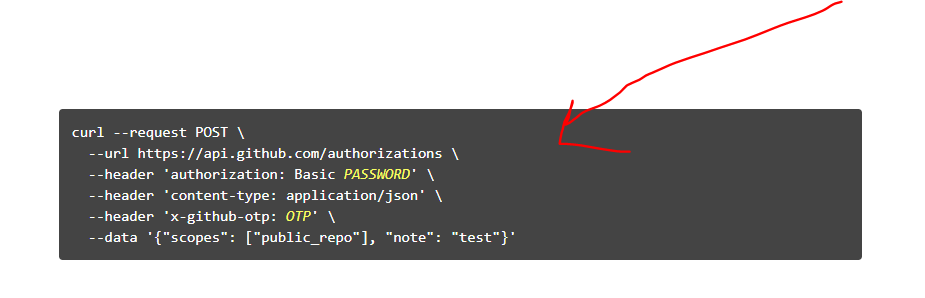 curl --request POST \
--url https://api.github.com/authorizations \
--header 'authorization: Basic PASSWORD' \
--header 'content-type: application/json' \
--header 'x-github-otp: OTP' \
--data '{"scopes": ["public_repo"], "note": "test"}'